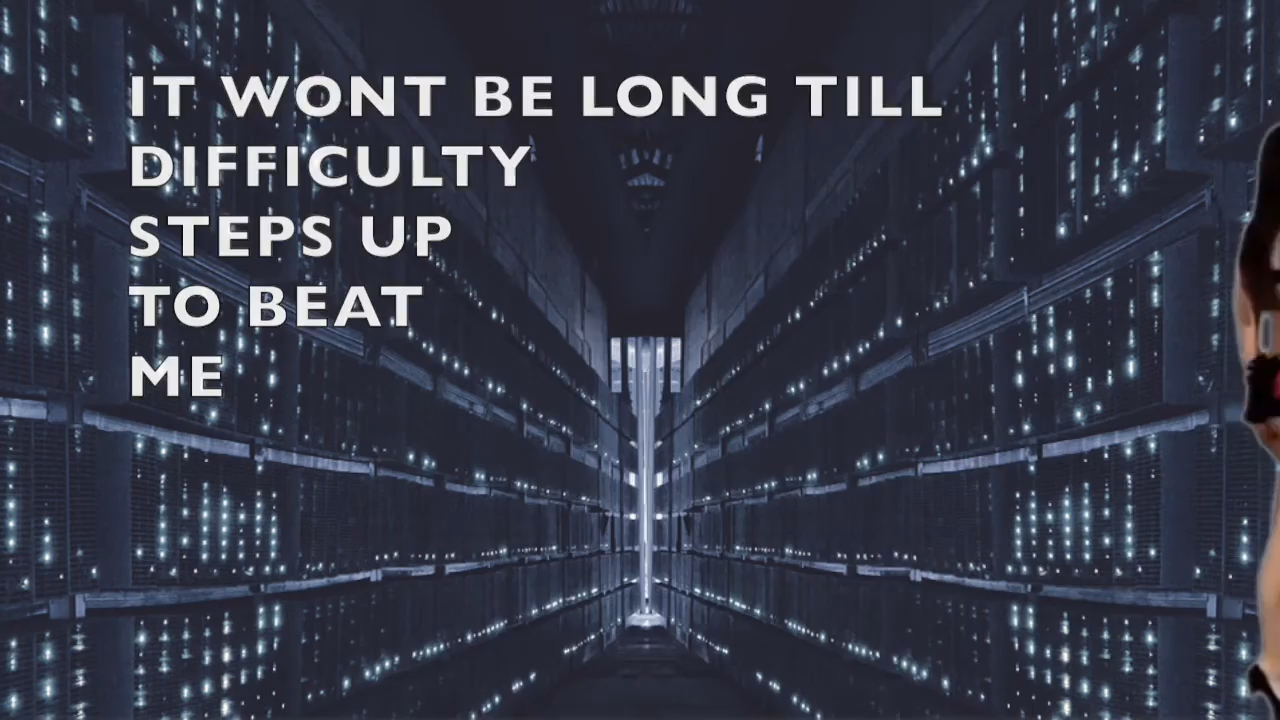 IT WONT BE LONG TILL
DIFFICULTY
STEPS UP
TO BEAT
ME